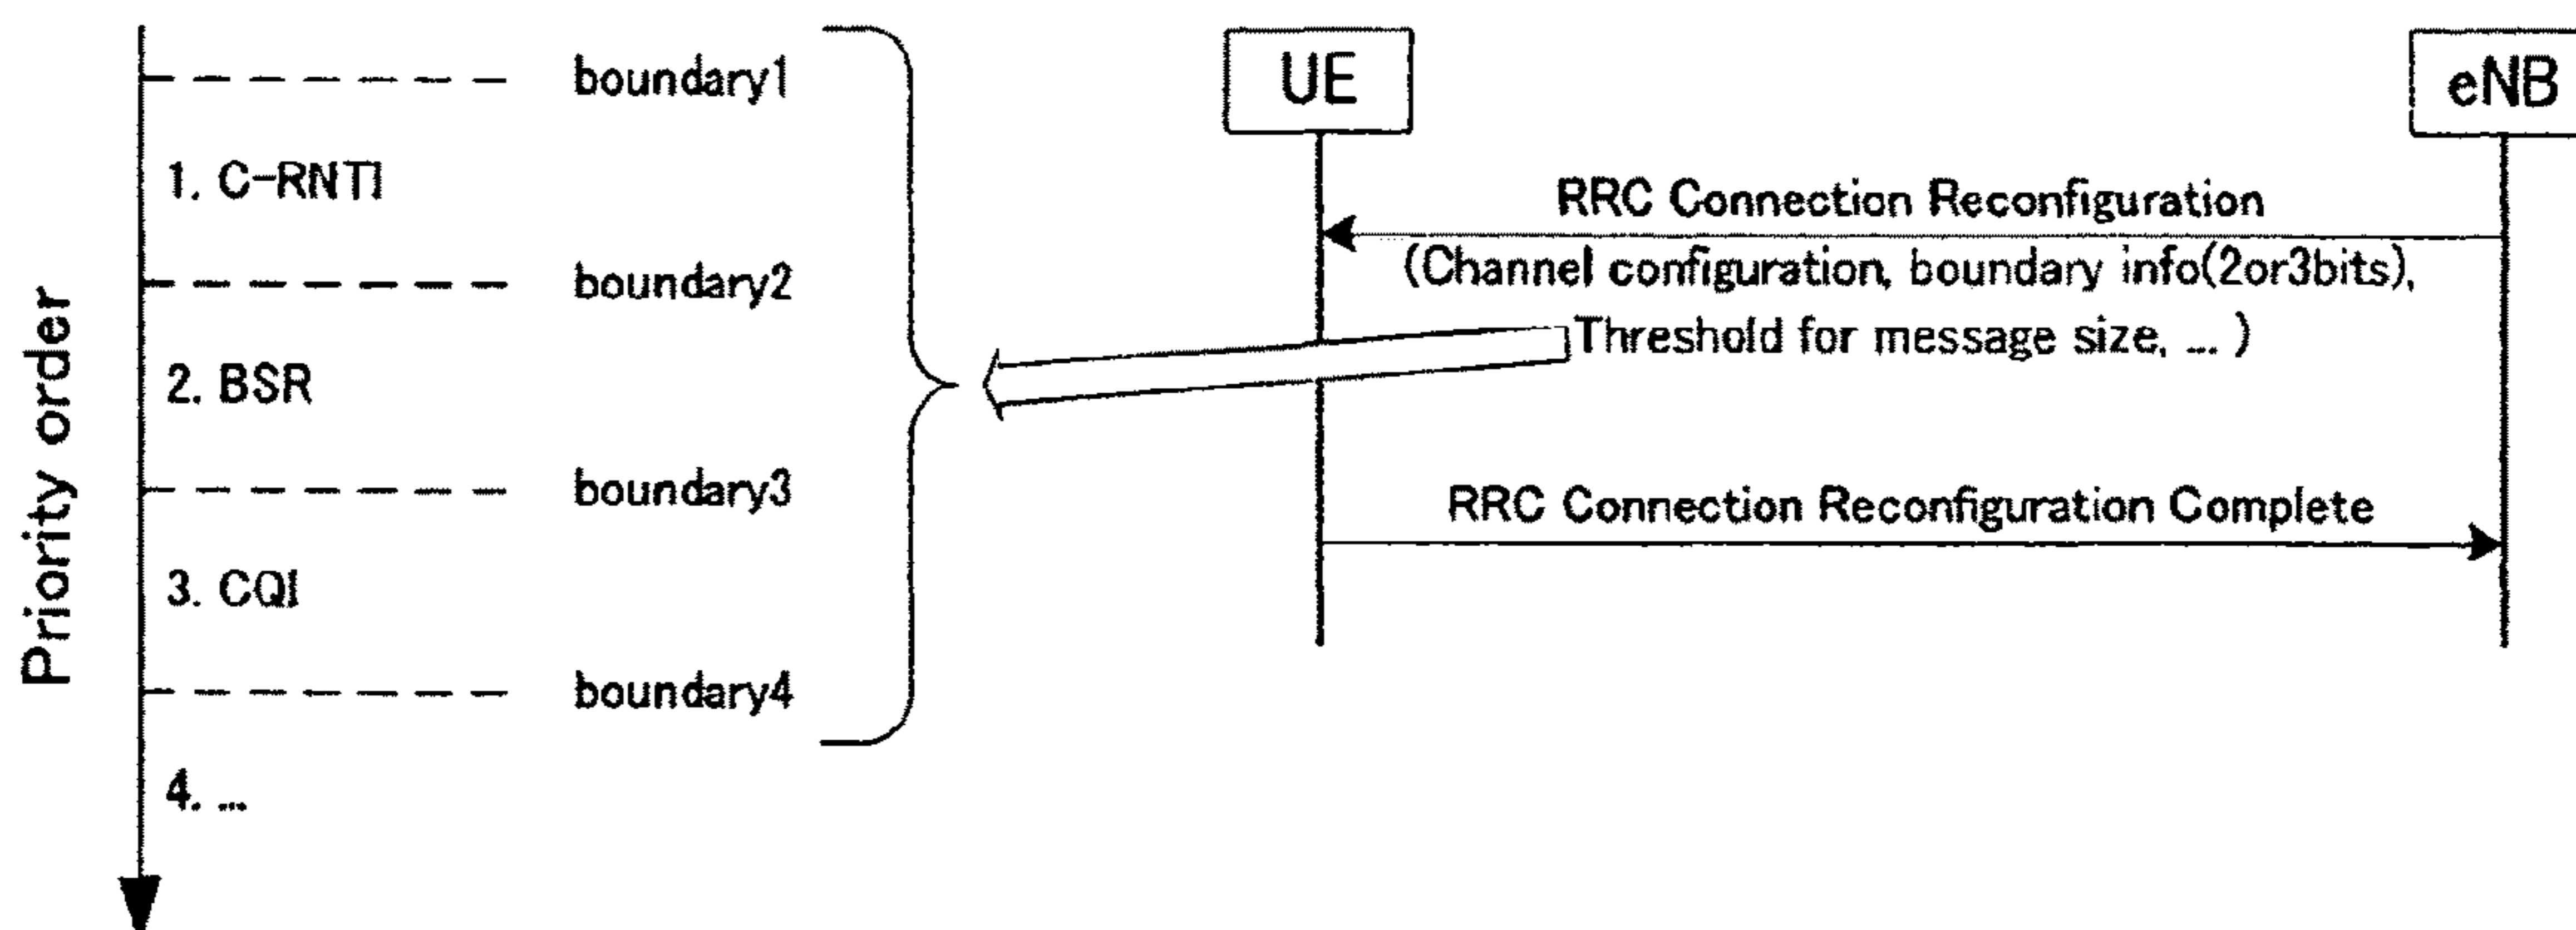 Priority order
boundary1
1. C-RNTI
boundary2
2. BSR
boundary3
3. CQI
boundary4
4. ...
UE
eNB
RRC Connection Reconfiguration
(Channel configuration, boundary info(2or3bits),
Threshold for message size, ... )
RRC Connection Reconfiguration Complete